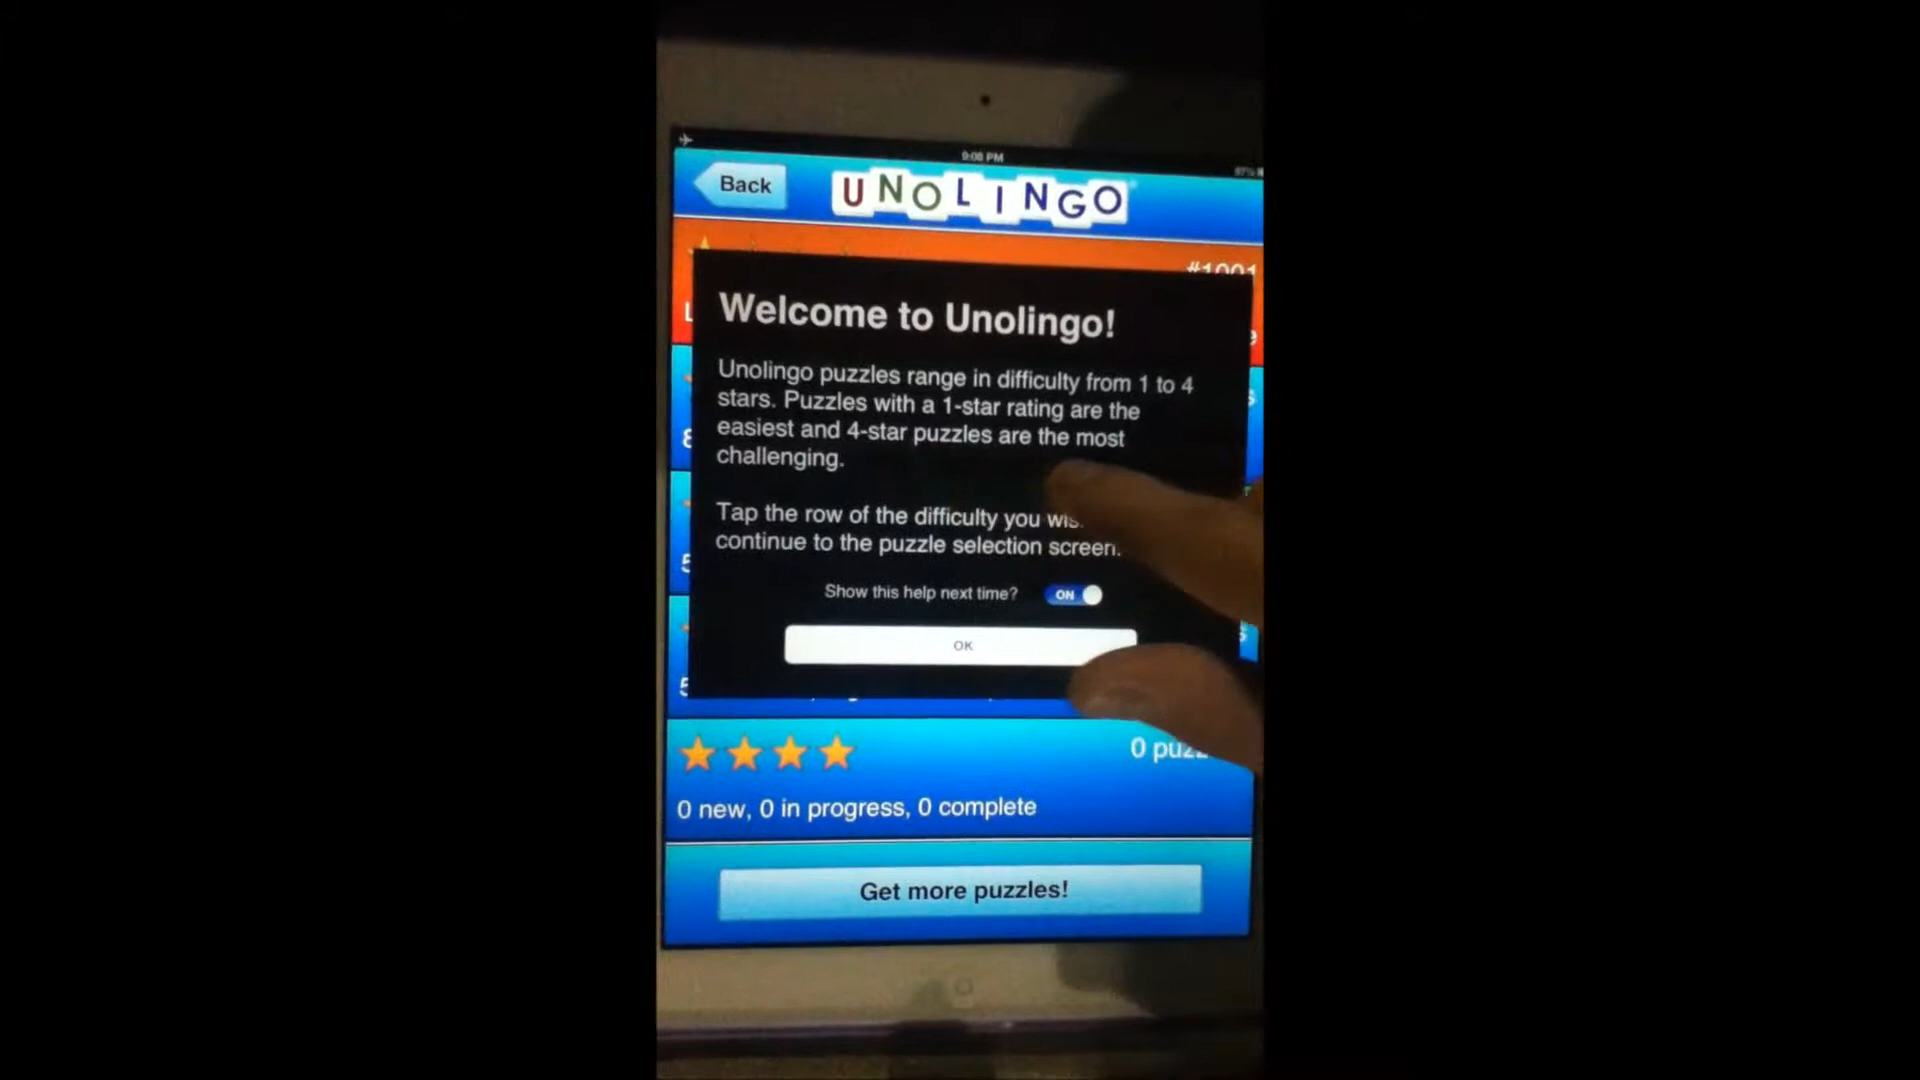 9:06 PM
Back
UNOLINGO
#1001
Welcome to Unolingo!
Unolingo puzzles range in difficulty from 1 to 4
stars. Puzzles with a 1-star rating are the
easiest and 4-star puzzles are the most
challenging.
Tap the row of the difficulty you
continue to the puzzle selection screen.
Show this help next time? ON
OK
0
0 new, 0 in progress, 0 complete
Get more puzzles!